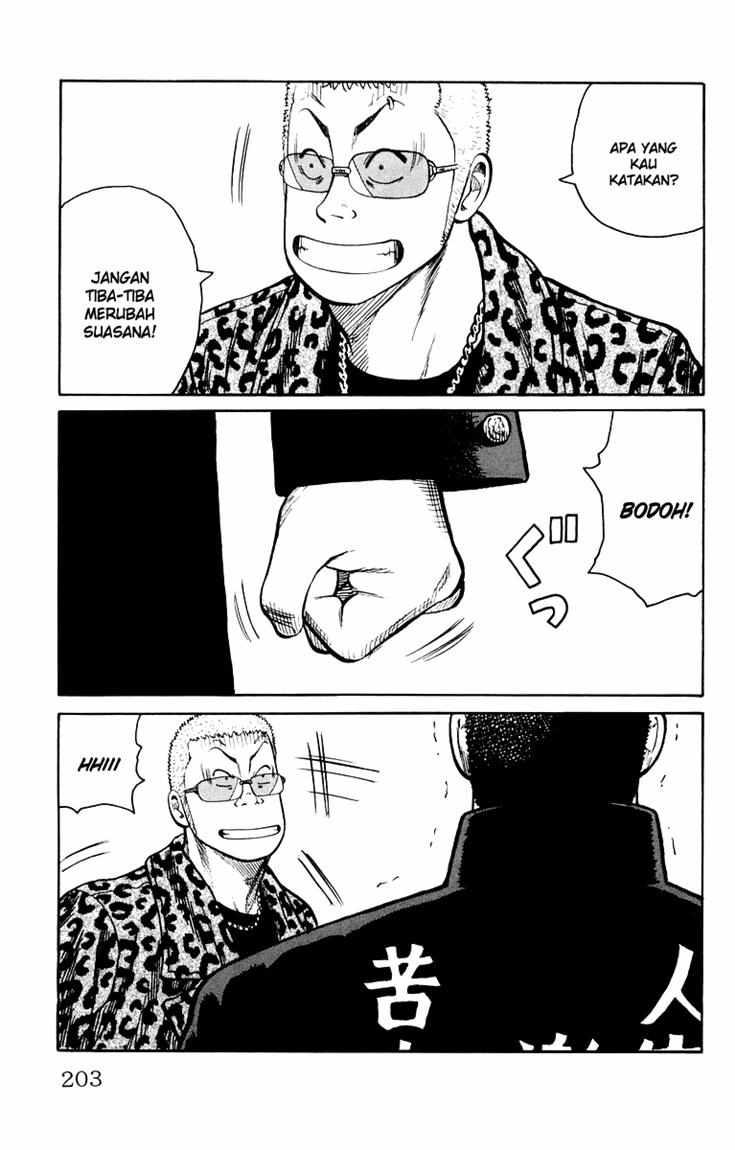 APA YANG
KAU
KATAKAN?
JANGAN
TIBA-TIBA
MERUBAH
SUASANA!
BODOH!
ぐっ
HHIII
人
苦
203